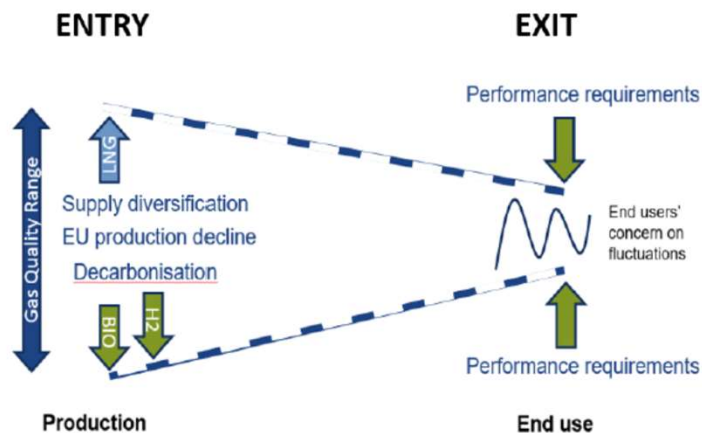 ENTRY
EXIT
Performance requirements
Gas Quality Range
LNG
Supply diversification
EU production decline
Decarbonisation
BIO
H2
End users'
concern on
fluctuations
Performance requirements
Production
End use